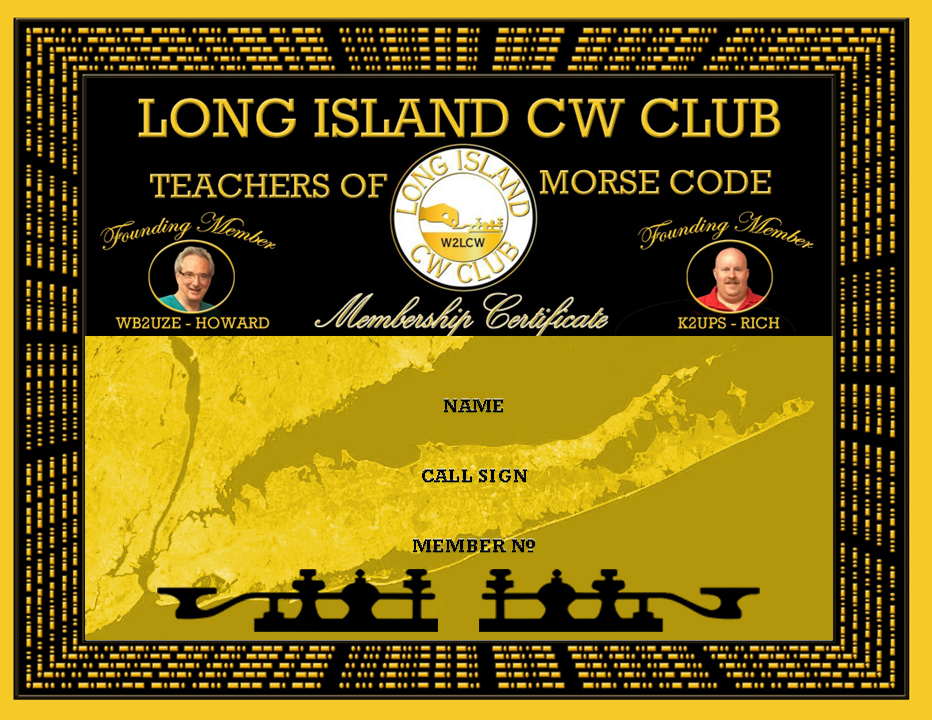 LONG ISLAND CW CLUB
TEACHERS OF
MORSE CODE
LONG ISLAND
W2LCW
CW CLUB
Founding Member
Founding Member
WB2UZE - HOWARD
Membership Certificate
K2UPS - RICH
NAME
CALL SIGN
MEMBER Nº